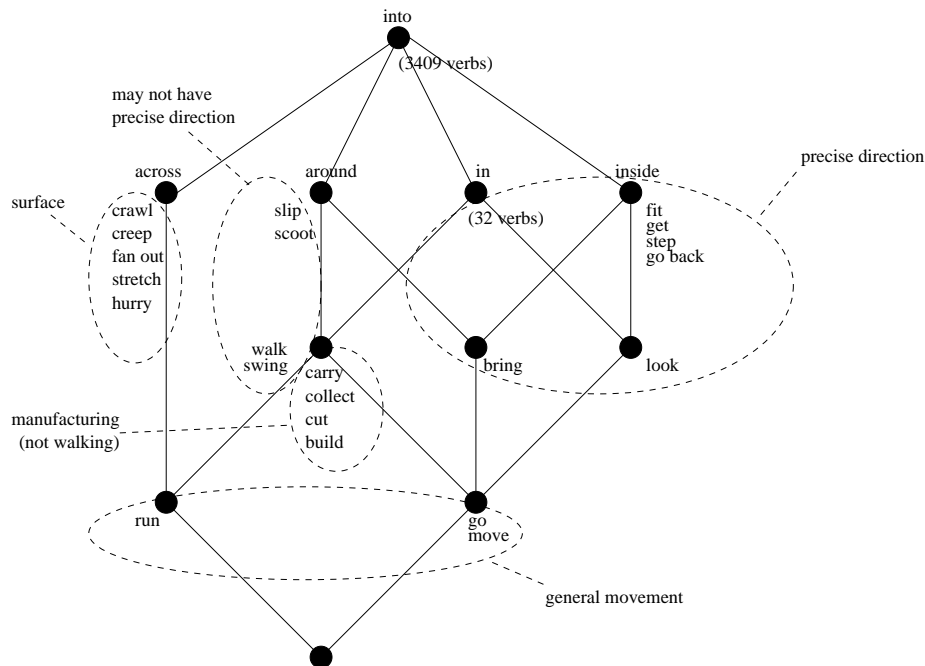 into
(3409 verbs)
may not have
precise direction
precise direction
across
around
in
inside
surface
crawl
creep
fan out
stretch
hurry
slip
scoot
(32 verbs)
fit
get
step
go back
walk
swing
carry
collect
cut
build
bring
look
manufacturing
(not walking)
run
go
move
general movement